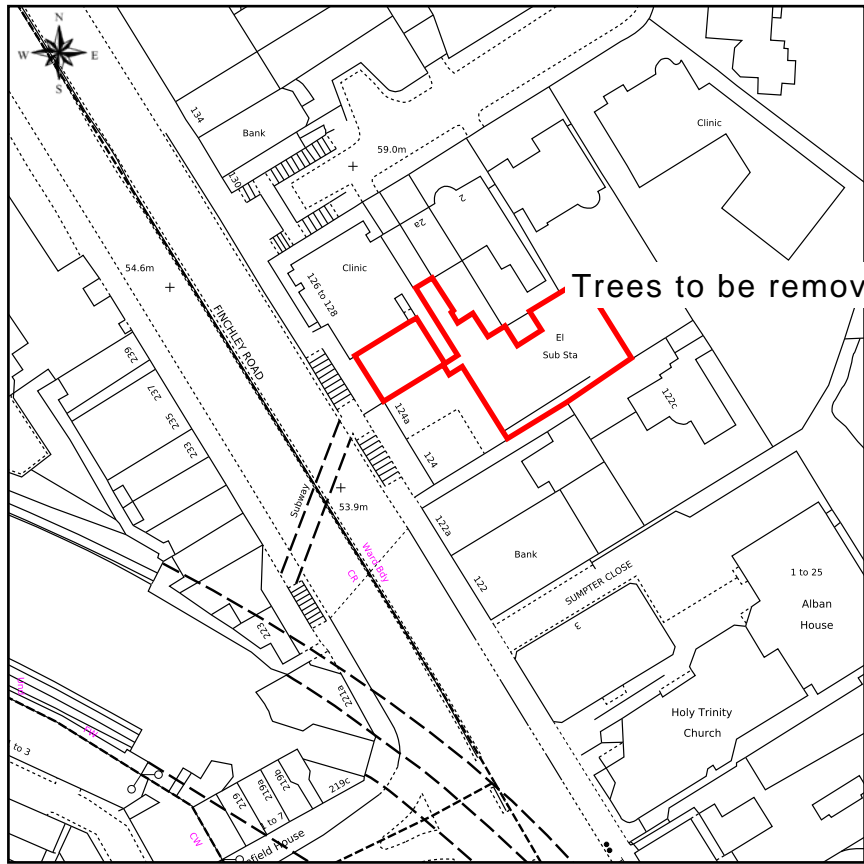 N
W E
S
134
Bank
130
59.0m
Clinic
2
2a
54.6m
Clinic
126 to 128
Trees to be remov
FINCHLEY ROAD
El
Sub Sta
239
237
235
233
124a
124
122c
Subway
53.9m
122a
Ward Bdy
CR
Bank
122
SUMPTER CLOSE
1 to 25
Alban
House
3
223
221a
Holy Trinity
Church
Und
CW
to 3
219
219a
219b
219c
to 7
field House
CW